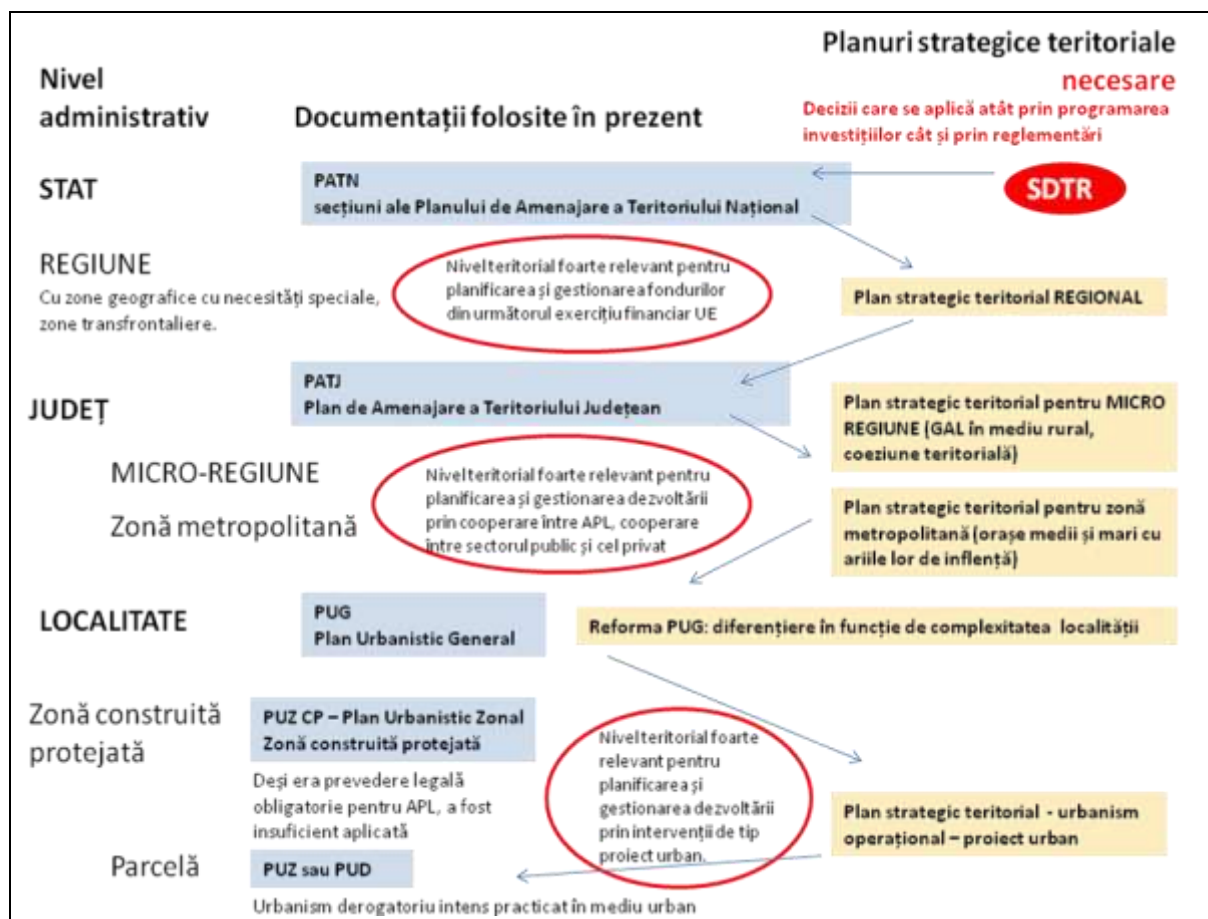 Planuri strategice teritoriale
necesare
Nivel
administrativ
Documentații folosite în prezent
Decizii care se aplică atât prin programarea
investițiilor cât și prin reglementări
STAT
PATN
secțiuni ale Planului de Amenajare a Teritoriului Național
SDTR
REGIUNE
Cu zone geografice cu necesități speciale,
zone transfrontaliere.
Nivel teritorial foarte relevant pentru
planificarea și gestionarea fondurilor
din următorul exercițiu financiar UE
Plan strategic teritorial REGIONAL
JUDEȚ
PATJ
Plan de Amenajare a Teritoriului Județean
Plan strategic teritorial pentru MICRO
REGIUNE (GAL în mediu rural,
coeziune teritorială)
MICRO-REGIUNE
Zonă metropolitană
Nivel teritorial foarte relevant pentru
planificarea și gestionarea dezvoltării
prin cooperare între APL, cooperare
între sectorul public și cel privat
Plan strategic teritorial pentru zonă
metropolitană (orașe medii și mari cu
ariile lor de inflență)
LOCALITATE
PUG
Plan Urbanistic General
Reforma PUG: diferențiere în funcție de complexitatea localității
Zonă construită
protejată
PUZ CP – Plan Urbanistic Zonal
Zonă construită protejată
Deși era prevedere legală
obligatorie pentru APL, a fost
insuficient aplicată
Nivel teritorial foarte
relevant pentru
planificarea și
gestionarea dezvoltării
prin intervenții de tip
proiect urban.
Plan strategic teritorial - urbanism
operațional – proiect urban
Parcelă
PUZ sau PUD
Urbanism derogatoriu intens practicat în mediu urban